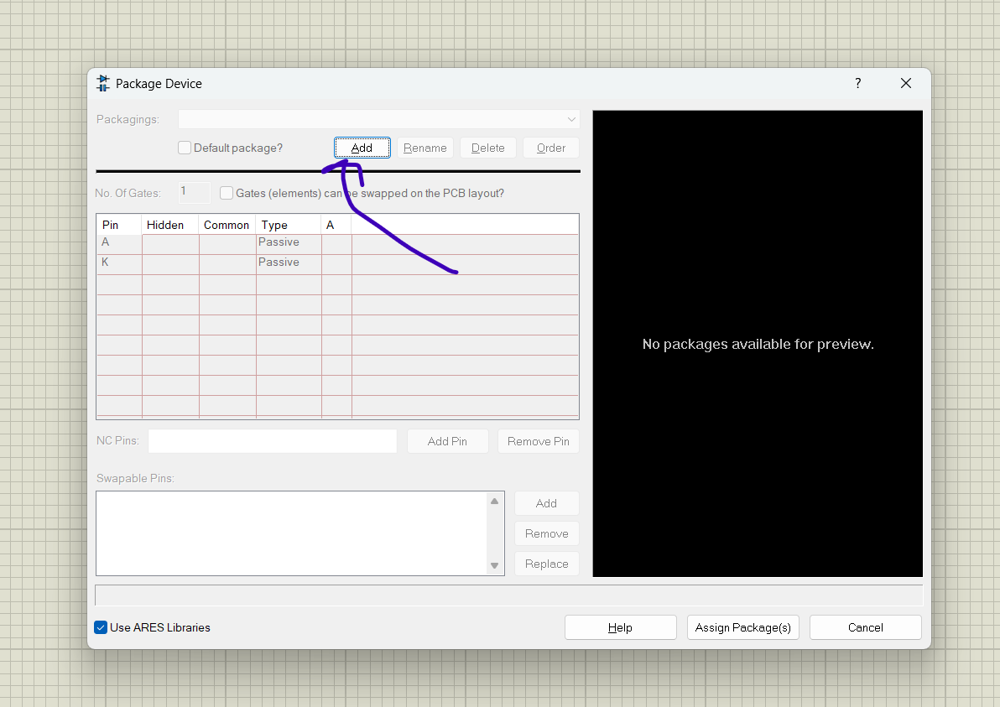 Package Device ?
Packagings:
Default package? Add Rename Delete Order
No. Of Gates: 1 Gates (elements) can be swapped on the PCB layout?
Pin Hidden Common Type A
A Passive
K Passive
No packages available for preview.
NC Pins: Add Pin Remove Pin
Swapable Pins:
Add
Remove
Replace
Use ARES Libraries Help Assign Package(s) Cancel